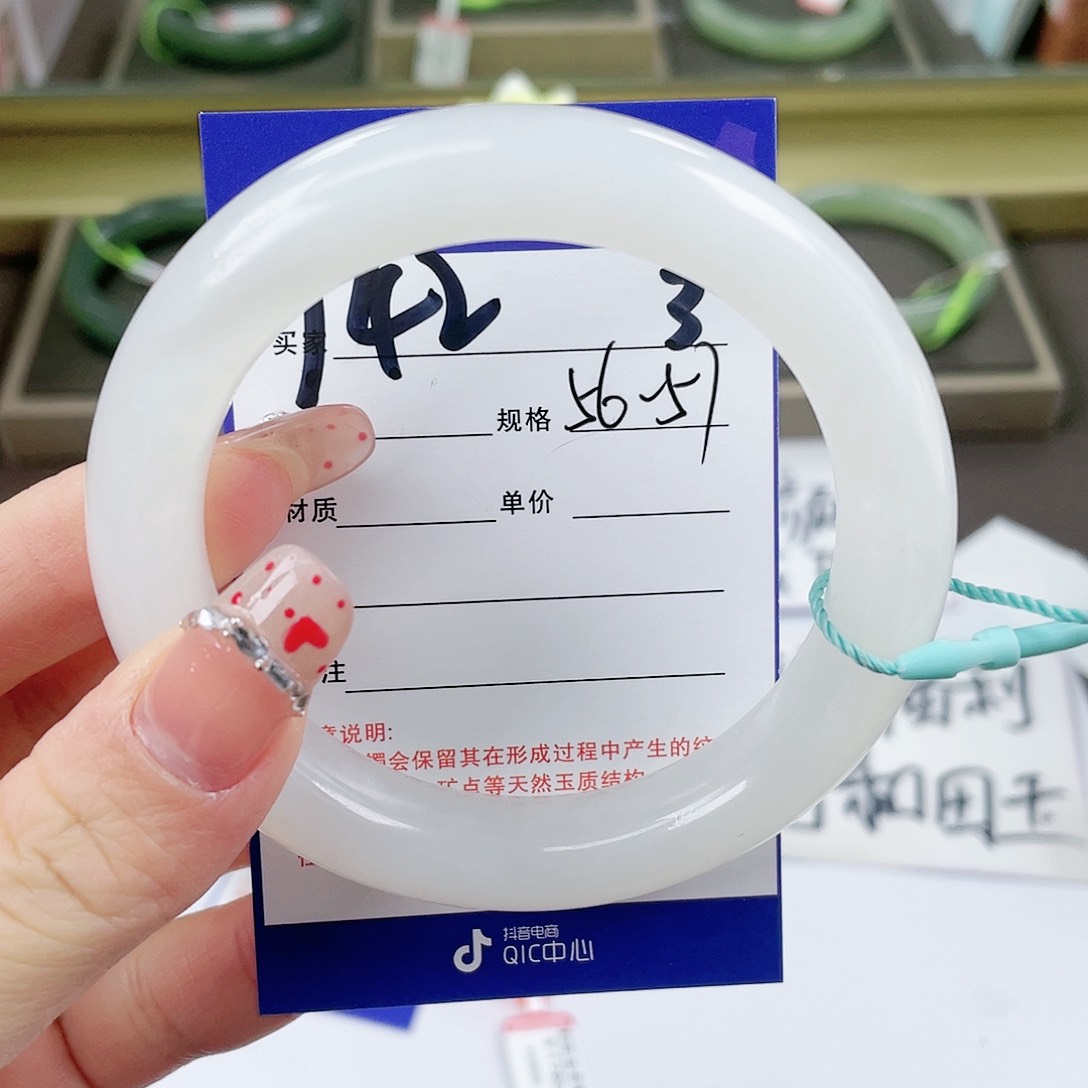 142 3
买家
规格 56-57
材质 单价
注
说明:
镯会保留其在形成过程中产生的纹
矿点等天然玉质结构
抖音电商
QIC中心
和田玉